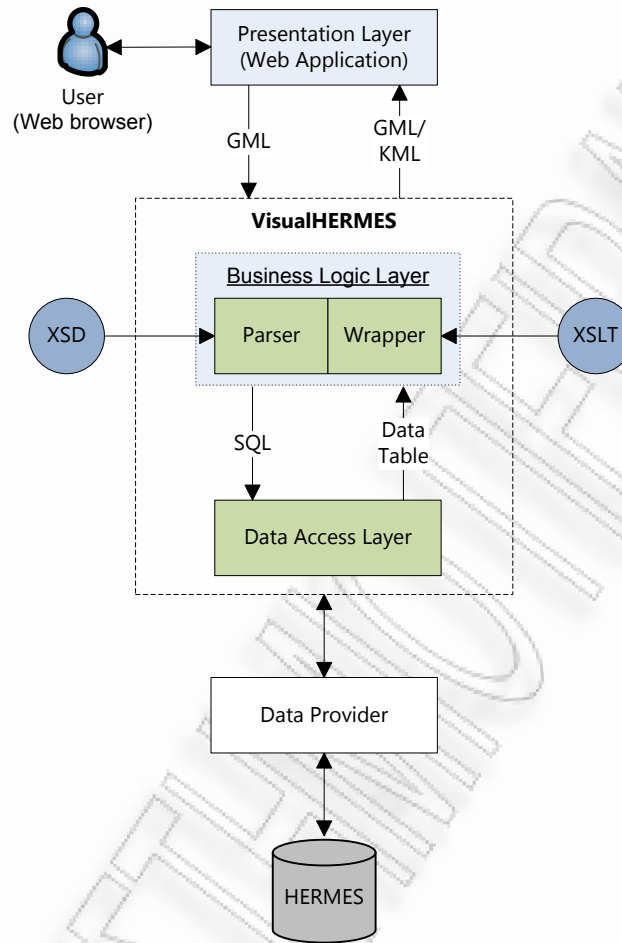 Presentation Layer
(Web Application)
User
(Web browser)
GML
GML/
KML
VisualHERMES
Business Logic Layer
XSD
Parser
Wrapper
XSLT
SQL
Data
Table
Data Access Layer
Data Provider
HERMES